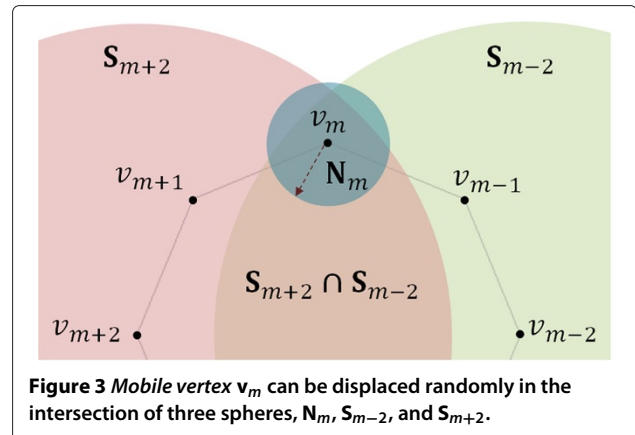 S_{m+2} S_{m−2}
v_m
N_m
v_{m+1} v_{m−1}
S_{m+2} ∩ S_{m−2}
v_{m+2} v_{m−2}
Figure 3 Mobile vertex v_m can be displaced randomly in the
intersection of three spheres, N_m, S_{m−2}, and S_{m+2}.